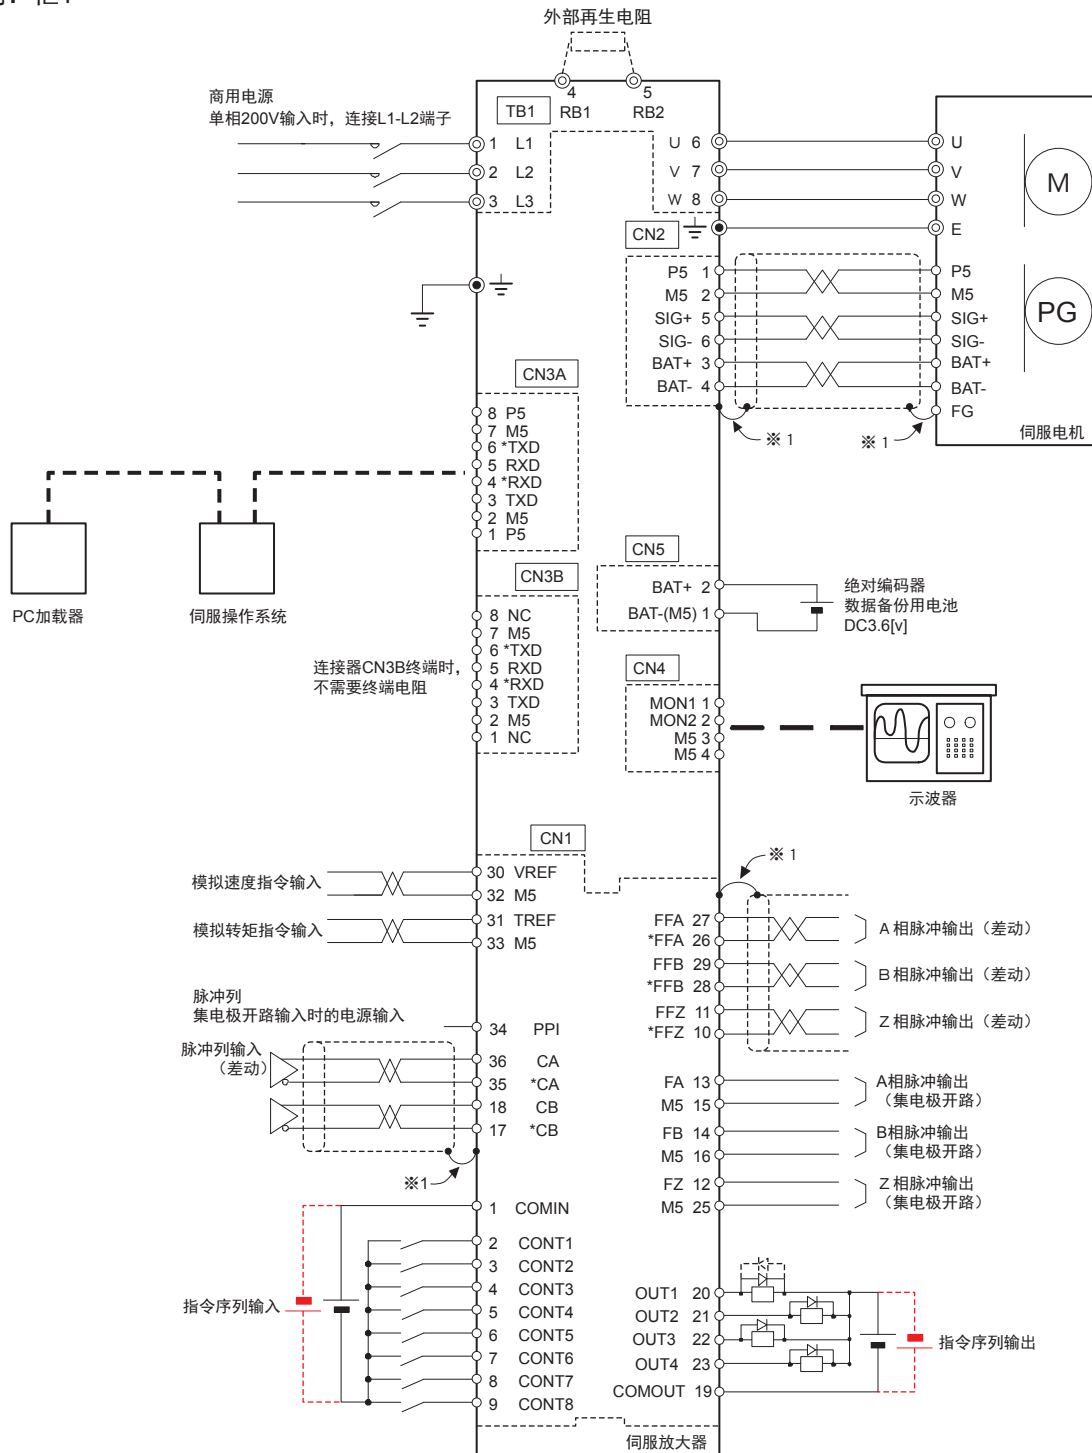 外部再生电阻
商用电源
单相200V输入时，连接L1-L2端子
TB1
4
RB1
5
RB2
1 L1
2 L2
3 L3
U 6
V 7
W 8
U
V
W
E
M
CN2
P5 1
M5 2
SIG+ 5
SIG- 6
BAT+ 3
BAT- 4
P5
M5
SIG+
SIG-
BAT+
BAT-
FG
PG
伺服电机
※ 1
※ 1
CN3A
8 P5
7 M5
6 *TXD
5 RXD
4 *RXD
3 TXD
2 M5
1 P5
PC加载器
伺服操作系统
CN3B
8 NC
7 M5
6 *TXD
5 RXD
4 *RXD
3 TXD
2 M5
1 NC
连接器CN3B终端时，
不需要终端电阻
CN5
BAT+ 2
BAT-(M5) 1
绝对编码器
数据备份用电池
DC3.6[v]
CN4
MON1 1
MON2 2
M5 3
M5 4
示波器
CN1
模拟速度指令输入
30 VREF
32 M5
模拟转矩指令输入
31 TREF
33 M5
脉冲列
集电极开路输入时的电源输入
34 PPI
脉冲列输入
（差动）
36 CA
35 *CA
18 CB
17 *CB
※1
1 COMIN
2 CONT1
3 CONT2
4 CONT3
5 CONT4
6 CONT5
7 CONT6
8 CONT7
9 CONT8
指令序列输入
※ 1
FFA 27
*FFA 26
A 相脉冲输出（差动）
FFB 29
*FFB 28
B 相脉冲输出（差动）
FFZ 11
*FFZ 10
Z 相脉冲输出（差动）
FA 13
M5 15
A相脉冲输出
（集电极开路）
FB 14
M5 16
B相脉冲输出
（集电极开路）
FZ 12
M5 25
Z 相脉冲输出
（集电极开路）
OUT1 20
OUT2 21
OUT3 22
OUT4 23
COMOUT 19
指令序列输出
伺服放大器